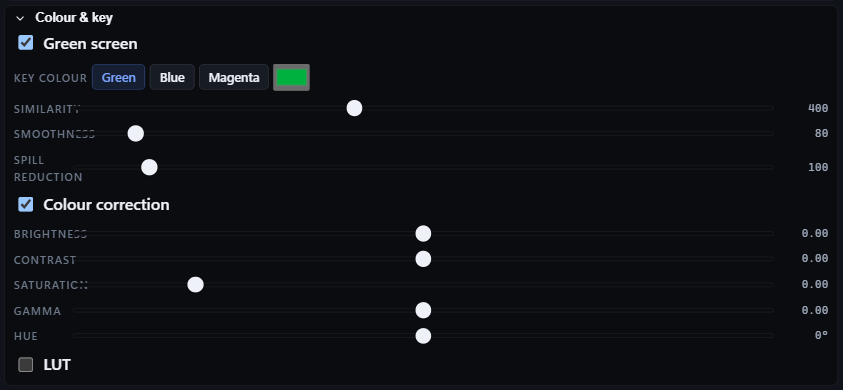 Colour & key
Green screen
KEY COLOUR Green Blue Magenta
SIMILARITY 400
SMOOTHNESS 80
SPILL
REDUCTION 100
Colour correction
BRIGHTNESS 0.00
CONTRAST 0.00
SATURATION 0.00
GAMMA 0.00
HUE 0°
LUT